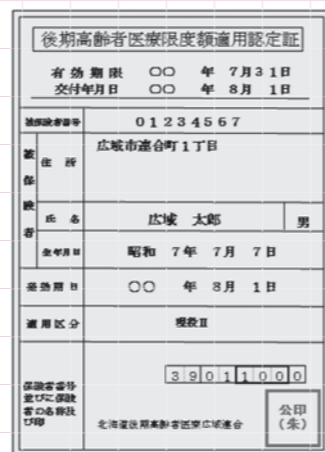 後期高齢者医療限度額適用認定証
有効期限 〇〇 年 7月31日
交付年月日 〇〇 年 8月 1日
被保険者番号 01234567
被保険者
住所 広域市連合町1丁目
氏名 広域 太郎 男
生年月日 昭和 7年 7月 7日
発効期日 〇〇 年 8月 1日
適用区分 現役Ⅱ
保険者番号
並びに保険
者の名称及
び印
39011000
北海道後期高齢者医療広域連合
公印
(朱)